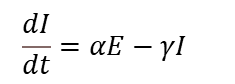 dI/dt = αE − γI